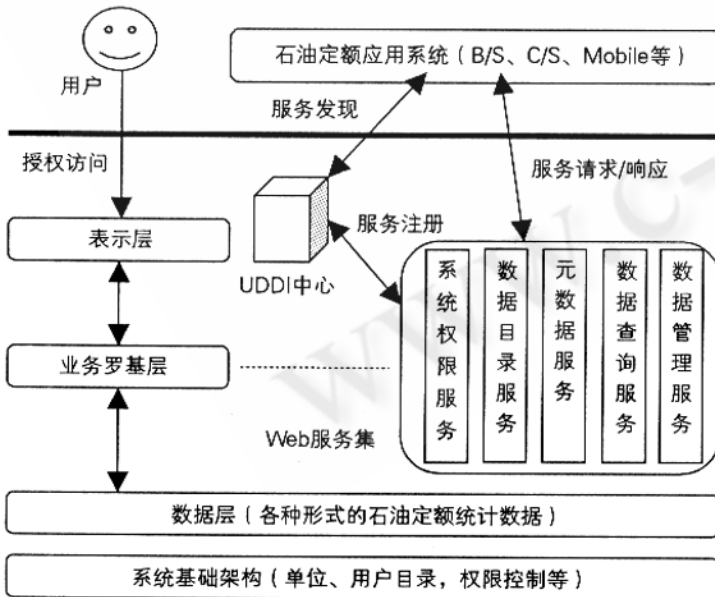 石油定额应用系统（B/S、C/S、Mobile等）
用户
服务发现
授权访问
服务请求/响应
表示层
服务注册
UDDI中心
系统权限服务
数据目录服务
元数据服务
数据查询服务
数据管理服务
业务罗基层
Web服务集
数据层（各种形式的石油定额统计数据）
系统基础架构（单位、用户目录，权限控制等）
www.c-